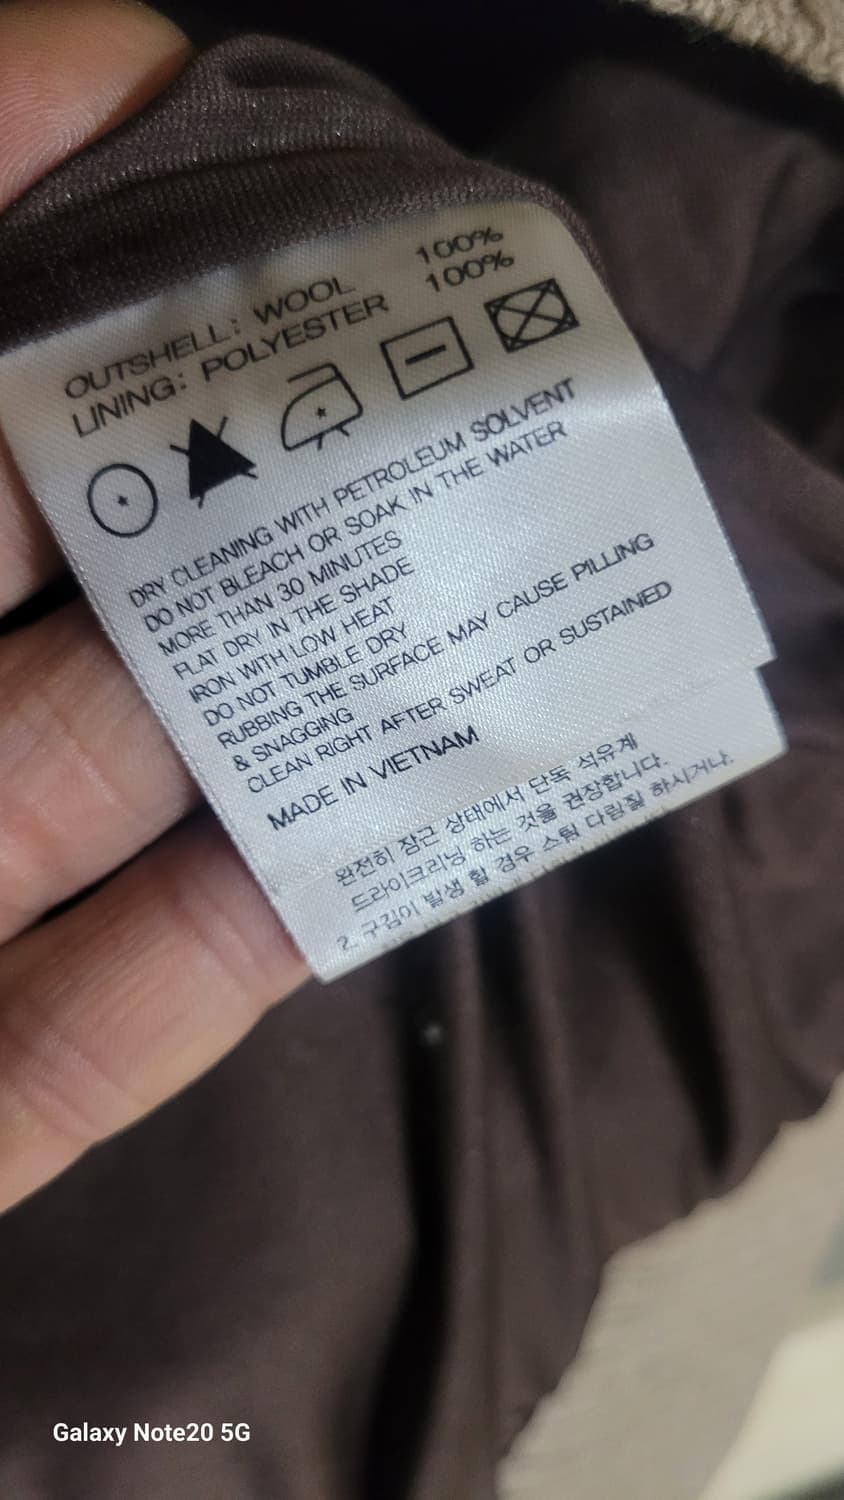 OUTSHELL: WOOL 100%
LINING: POLYESTER 100%
DRY CLEANING WITH PETROLEUM SOLVENT
DO NOT BLEACH OR SOAK IN THE WATER
MORE THAN 30 MINUTES
FLAT DRY IN THE SHADE
IRON WITH LOW HEAT
DO NOT TUMBLE DRY
RUBBING THE SURFACE MAY CAUSE PILLING
& SNAGGING
CLEAN RIGHT AFTER SWEAT OR SUSTAINED
MADE IN VIETNAM
완전히 잠근 상태에서 단독 석유계
드라이크리닝 하는 것을 권장합니다.
2. 구김이 발생 할 경우 스팀 다림질 하시거나.
Galaxy Note20 5G